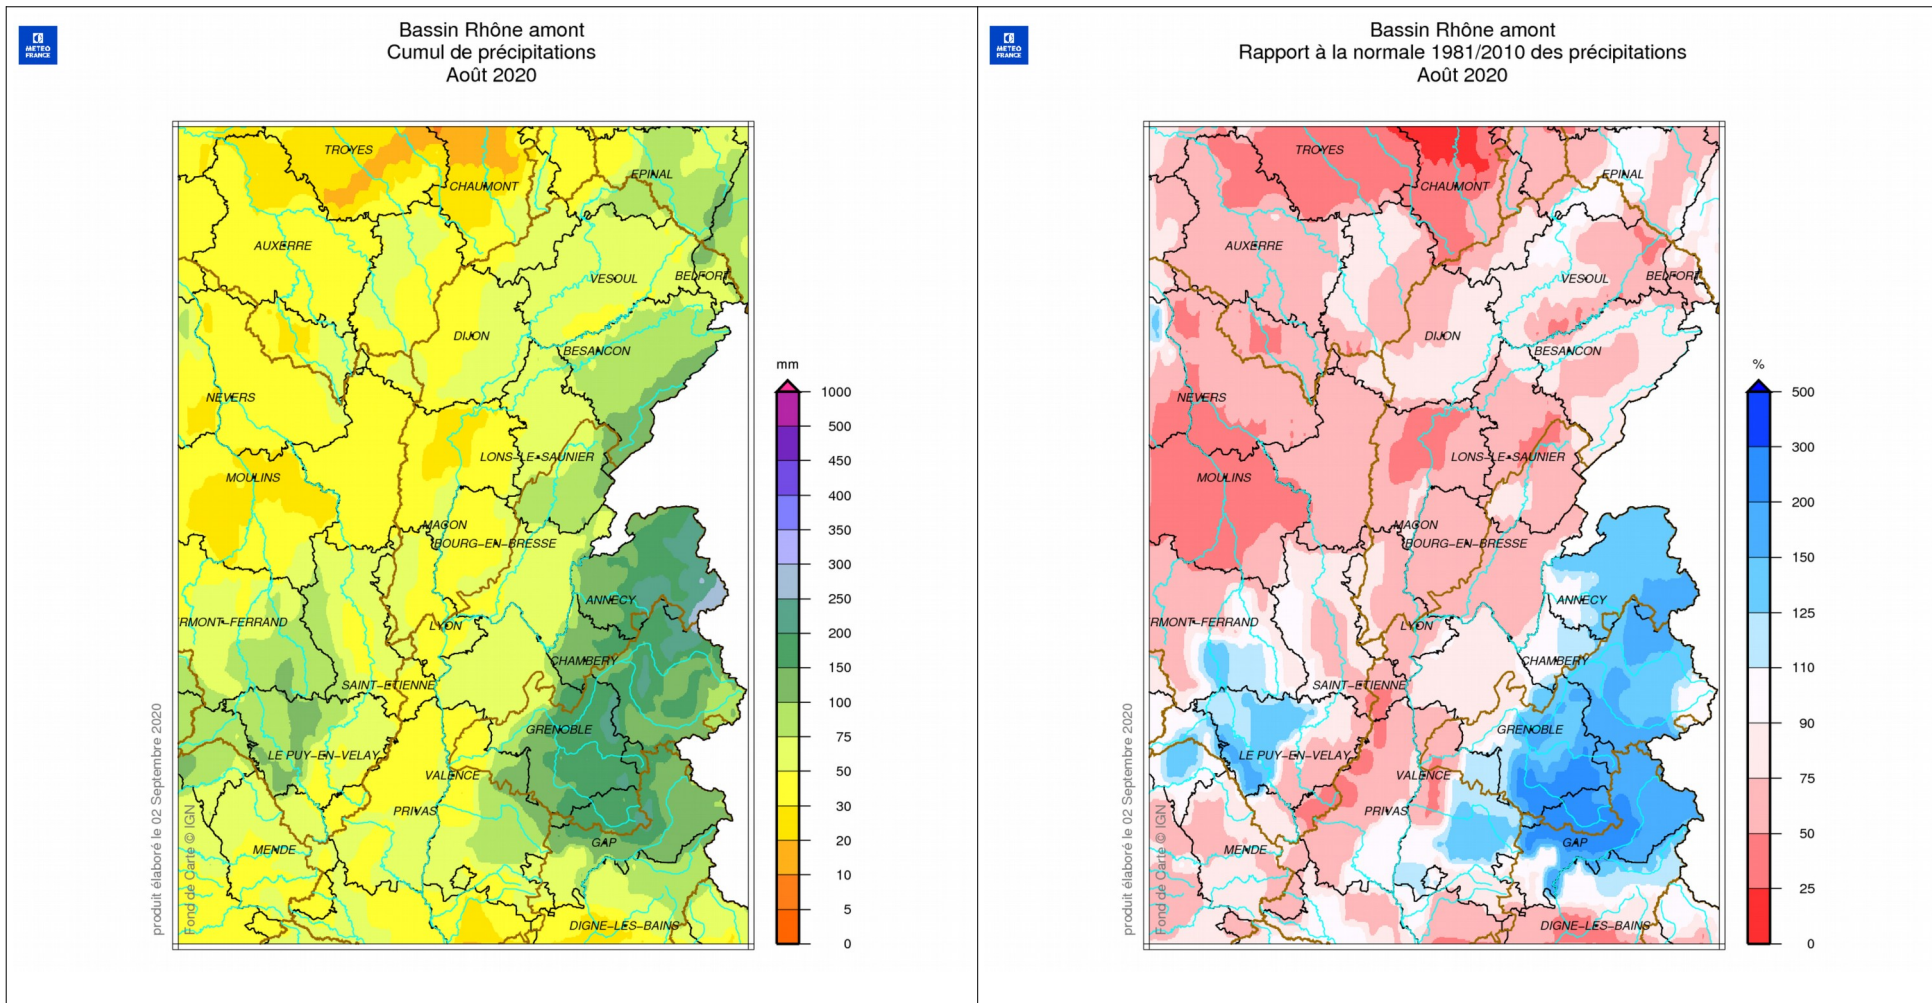 METEO
FRANCE
Bassin Rhône amont
Cumul de précipitations
Août 2020
TROYES
CHAUMONT
EPINAL
AUXERRE
VESOUL
BELFORT
DIJON
BESANCON
NEVERS
LONS-LE-SAUNIER
MOULINS
MACON
BOURG-EN-BRESSE
ANNECY
RMONT-FERRAND
LYON
CHAMBERY
SAINT-ETIENNE
GRENOBLE
LE PUY-EN-VELAY
VALENCE
PRIVAS
MENDE
GAP
DIGNE-LES-BAINS
produit élaboré le 02 Septembre 2020
Fond de Carte © IGN
mm
1000
500
450
400
350
300
250
200
150
100
75
50
30
20
10
5
0
METEO
FRANCE
Bassin Rhône amont
Rapport à la normale 1981/2010 des précipitations
Août 2020
TROYES
CHAUMONT
EPINAL
AUXERRE
VESOUL
BELFORT
DIJON
BESANCON
NEVERS
LONS-LE-SAUNIER
MOULINS
MACON
BOURG-EN-BRESSE
ANNECY
RMONT-FERRAND
LYON
CHAMBERY
SAINT-ETIENNE
GRENOBLE
LE PUY-EN-VELAY
VALENCE
PRIVAS
MENDE
GAP
DIGNE-LES-BAINS
produit élaboré le 02 Septembre 2020
Fond de Carte © IGN
%
500
300
200
150
125
110
90
75
50
25
0